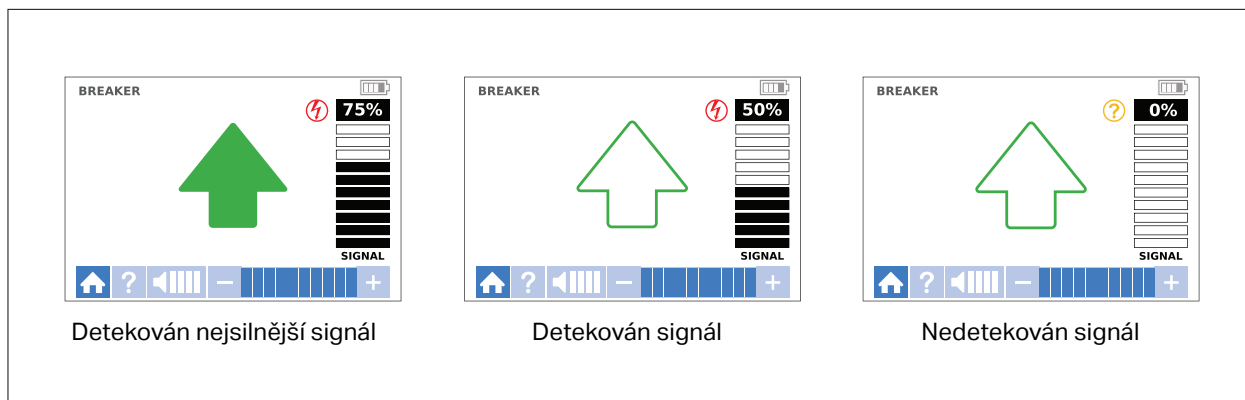 BREAKER
75%
SIGNAL
? − +
Detekován nejsilnější signál
BREAKER
50%
SIGNAL
? − +
Detekován signál
BREAKER
?
0%
SIGNAL
? − +
Nedetekován signál